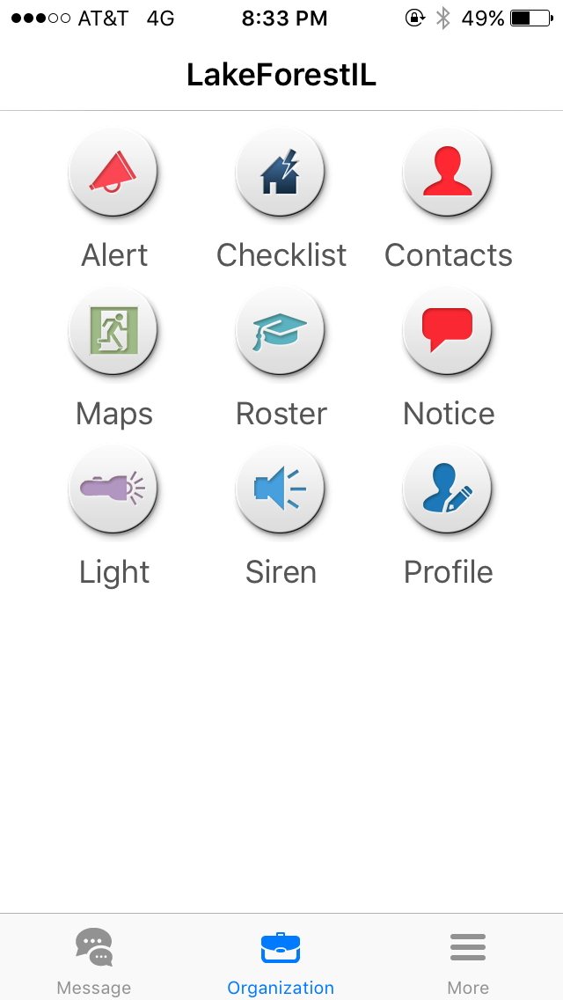 AT&T 4G 8:33 PM 49%
LakeForestIL
Alert Checklist Contacts
Maps Roster Notice
Light Siren Profile
Message Organization More